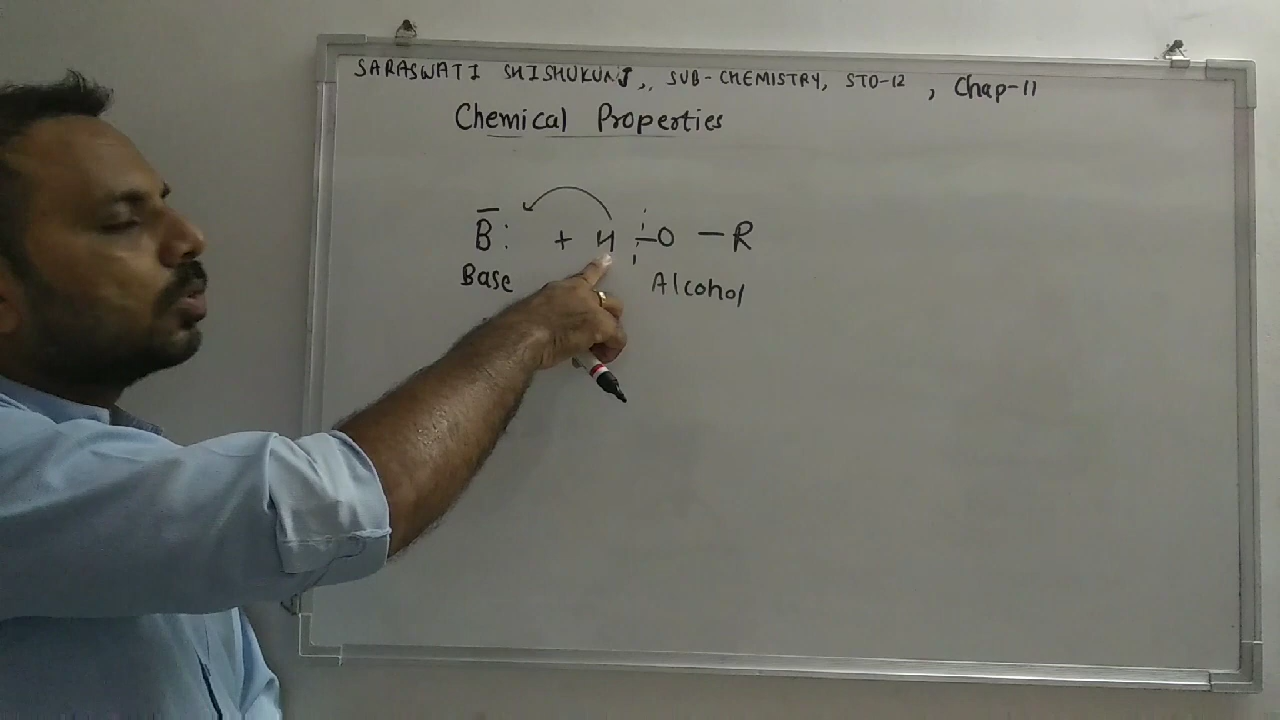 SARASWATI SHISHUKUNJ, SUB-CHEMISTRY, STD-12, Chap-11
Chemical Properties
B̄: + H -O -R
Base Alcohol